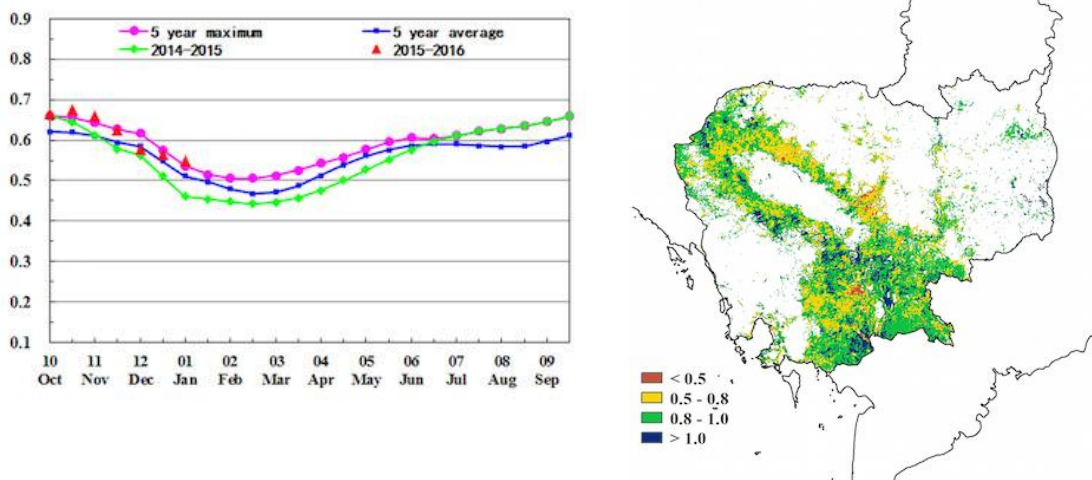 0.9
5 year maximum 5 year average
2014-2015 2015-2016
0.8
0.7
0.6
0.5
0.4
0.3
0.2
0.1
10 11 12 01 02 03 04 05 06 07 08 09
Oct Nov Dec Jan Feb Mar Apr May Jun Jul Aug Sep
< 0.5
0.5 - 0.8
0.8 - 1.0
> 1.0